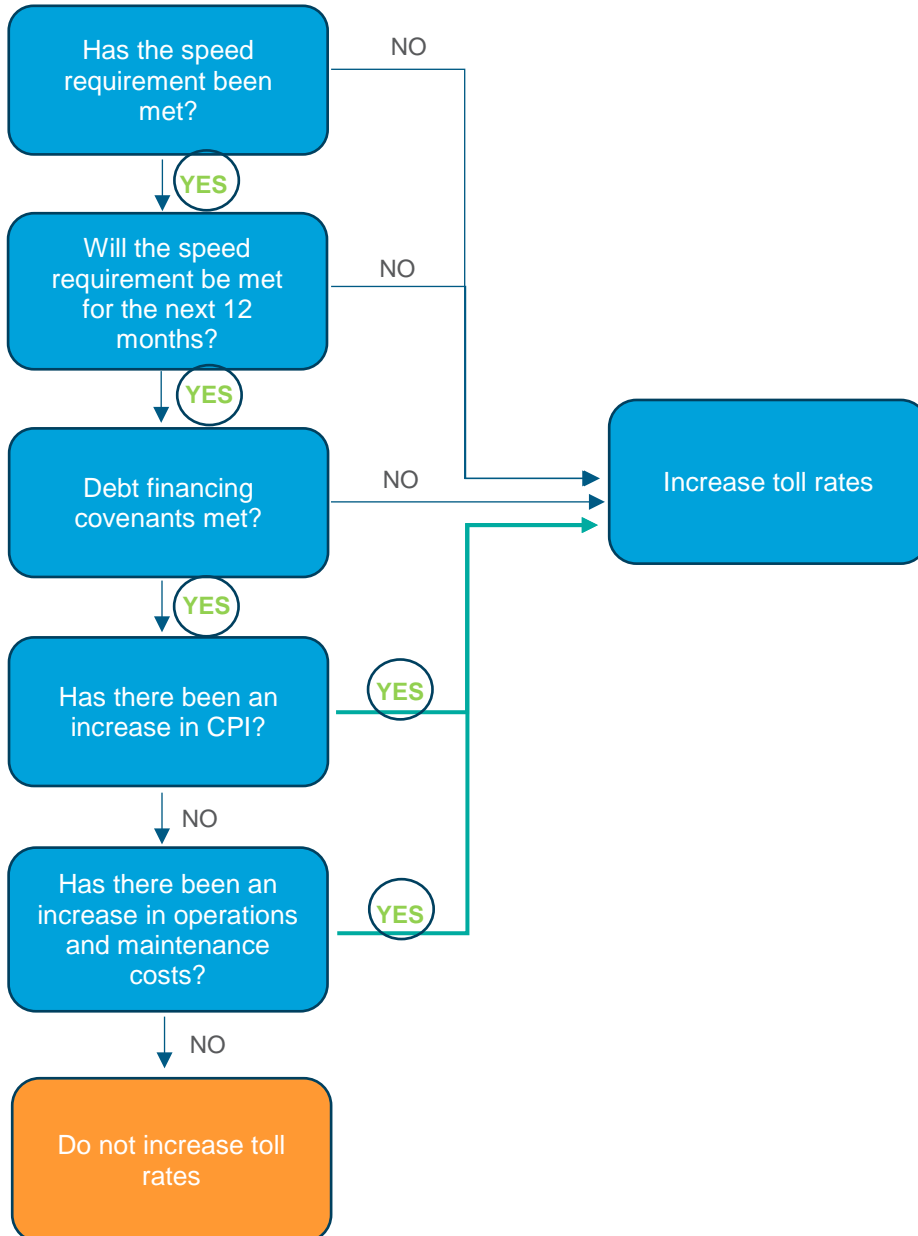 Has the speed
requirement been
met?
NO
YES
Will the speed
requirement be met
for the next 12
months?
NO
YES
Debt financing
covenants met?
NO
Increase toll rates
YES
Has there been an
increase in CPI?
YES
NO
Has there been an
increase in operations
and maintenance
costs?
YES
NO
Do not increase toll
rates